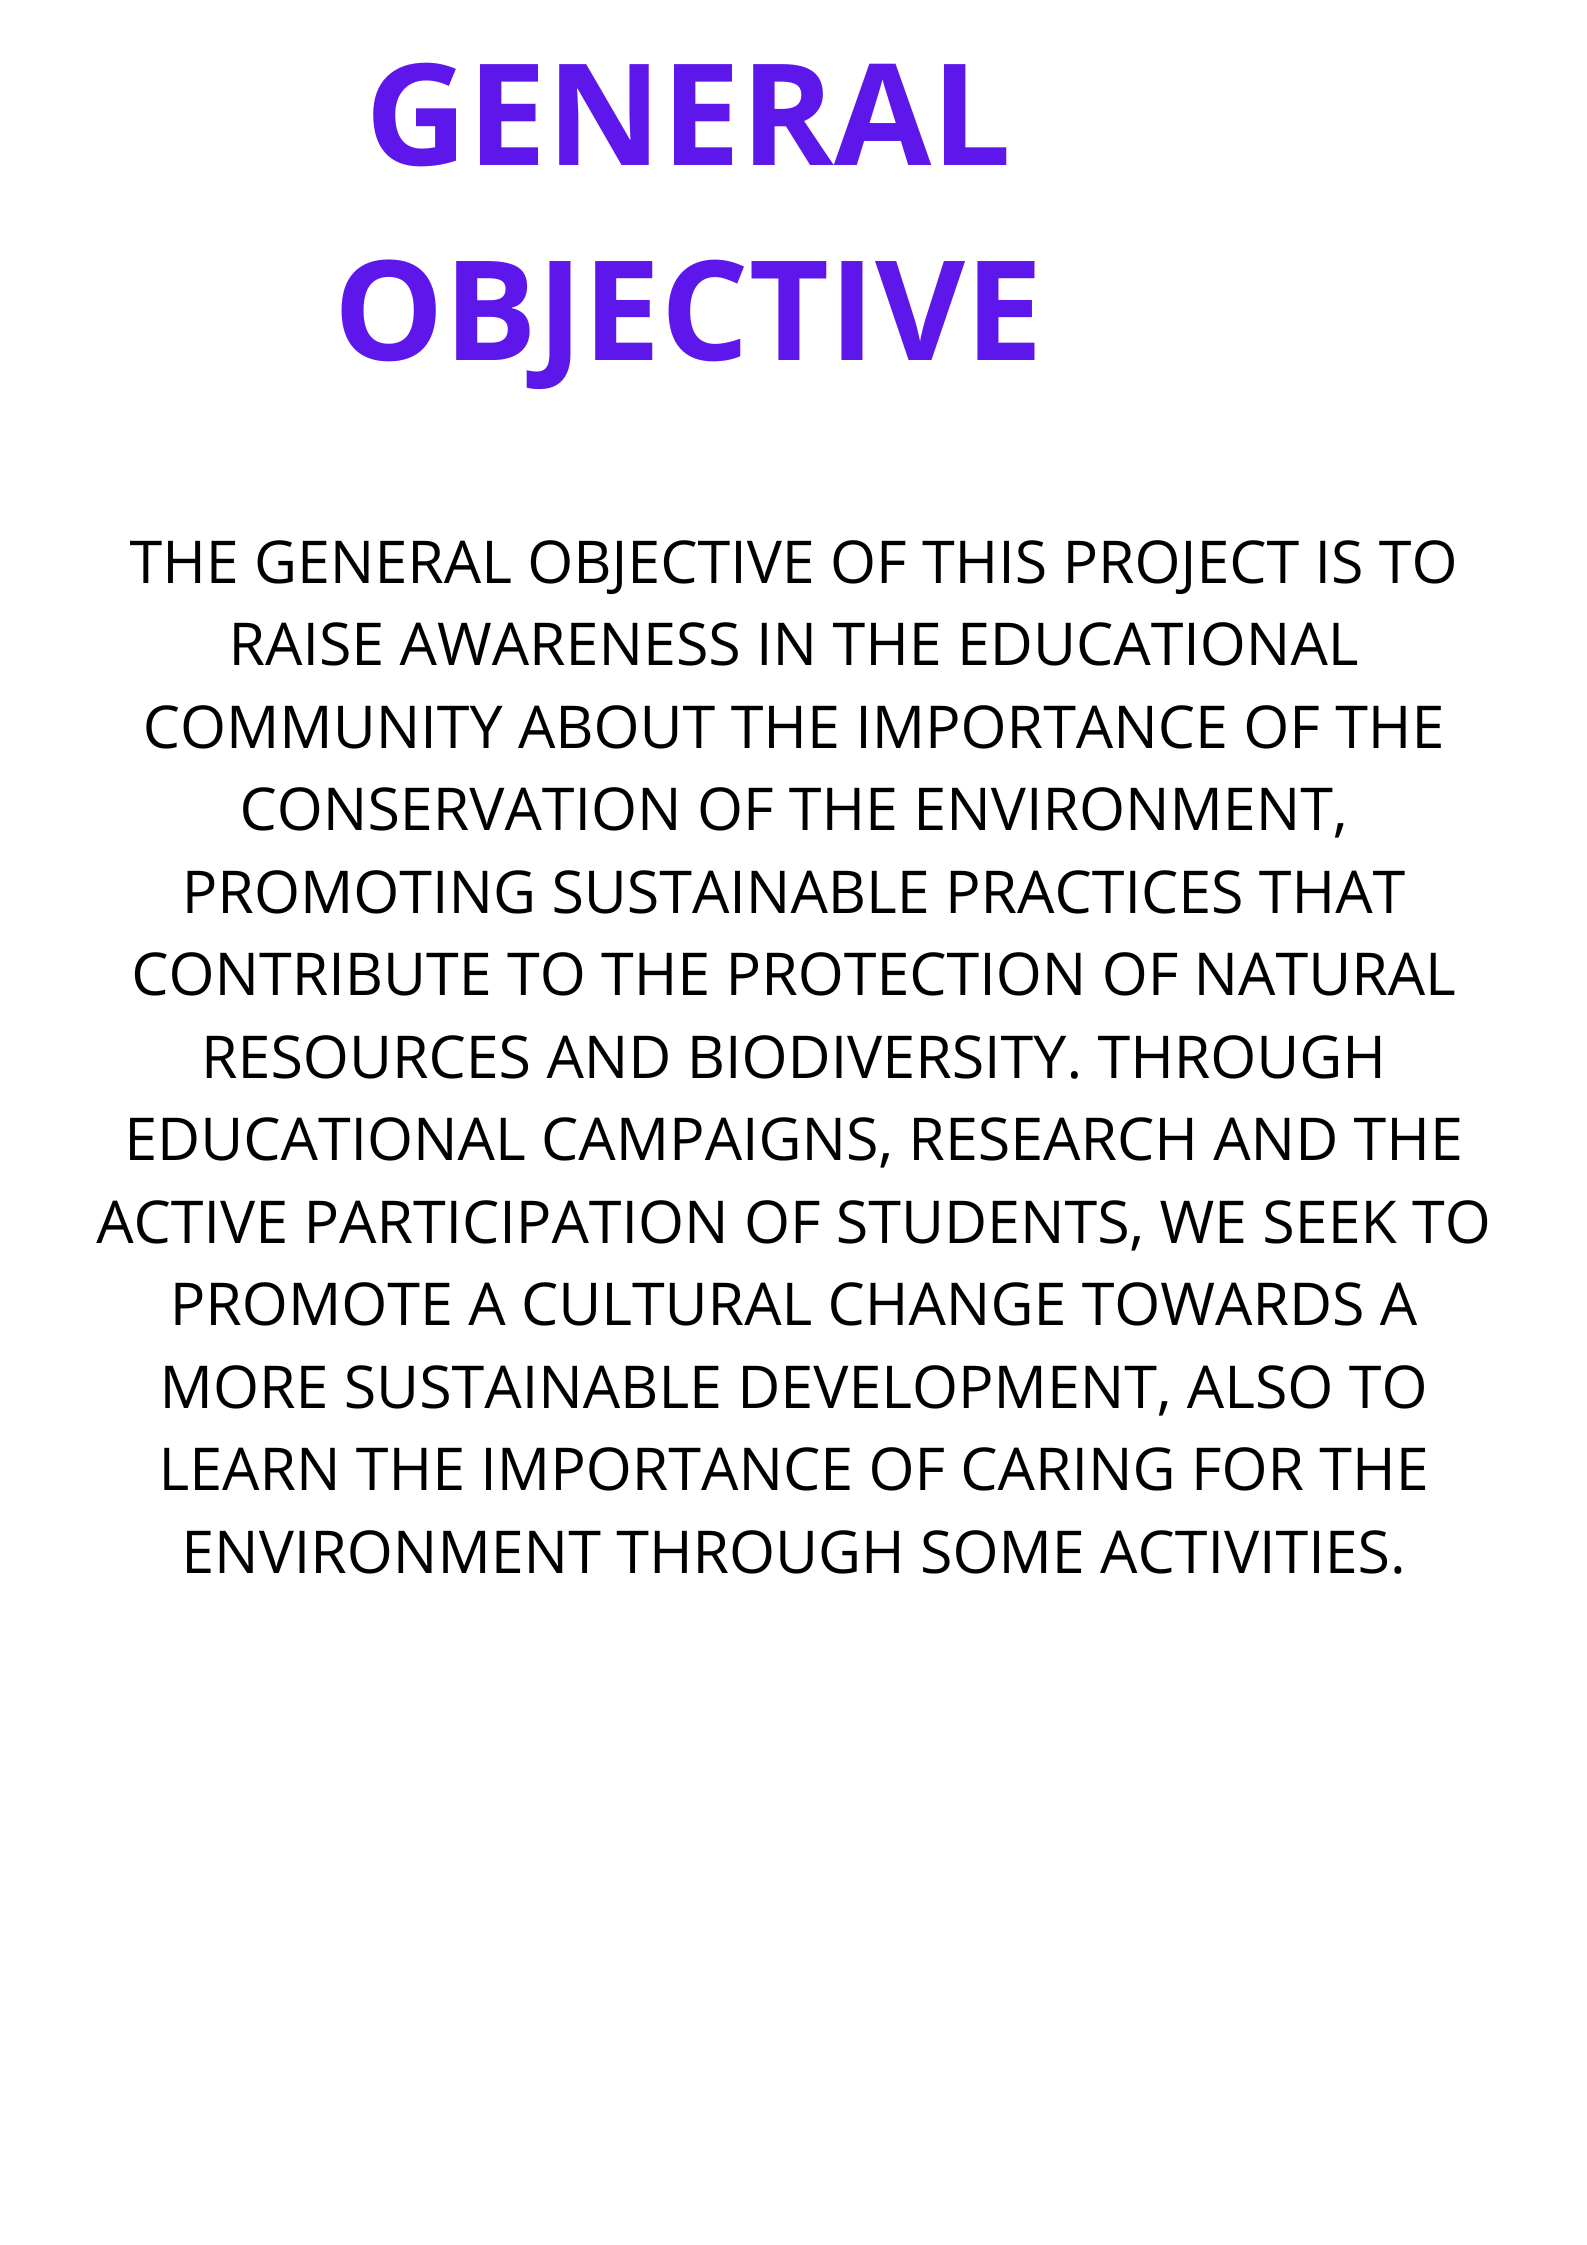 GENERAL
OBJECTIVE
THE GENERAL OBJECTIVE OF THIS PROJECT IS TO
RAISE AWARENESS IN THE EDUCATIONAL
COMMUNITY ABOUT THE IMPORTANCE OF THE
CONSERVATION OF THE ENVIRONMENT,
PROMOTING SUSTAINABLE PRACTICES THAT
CONTRIBUTE TO THE PROTECTION OF NATURAL
RESOURCES AND BIODIVERSITY. THROUGH
EDUCATIONAL CAMPAIGNS, RESEARCH AND THE
ACTIVE PARTICIPATION OF STUDENTS, WE SEEK TO
PROMOTE A CULTURAL CHANGE TOWARDS A
MORE SUSTAINABLE DEVELOPMENT, ALSO TO
LEARN THE IMPORTANCE OF CARING FOR THE
ENVIRONMENT THROUGH SOME ACTIVITIES.